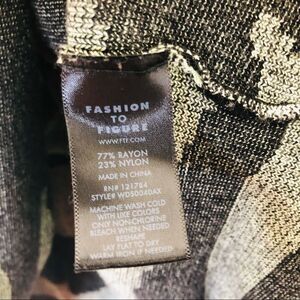 FASHION
TO
FIGURE
WWW.FTF.COM
77% RAYON
23% NYLON
MADE IN CHINA
RN# 121784
STYLE# WD50040AX
MACHINE WASH COLD
WITH LIKE COLORS
ONLY NON-CHLORINE
BLEACH WHEN NEEDED
RESHAPE
LAY FLAT TO DRY
WARM IRON IF NEEDED